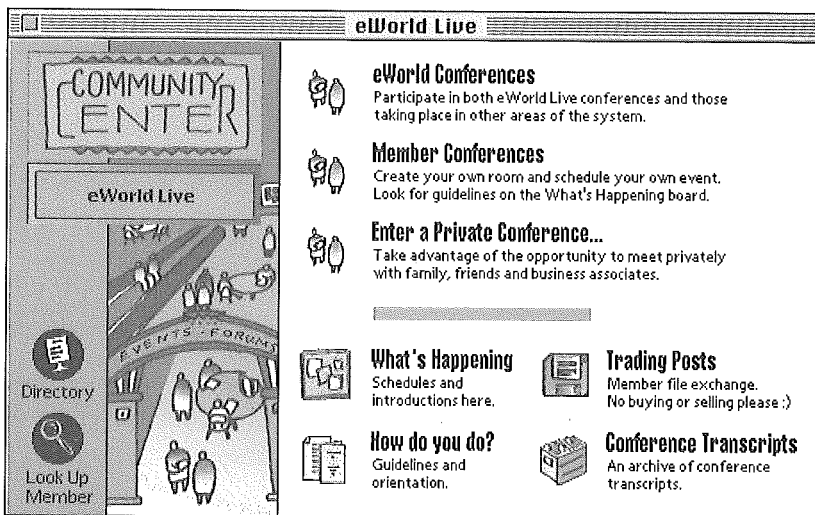 eWorld Live
COMMUNITY
CENTER
eWorld Live
EVENTS · FORUMS
Directory
Look Up
Member
eWorld Conferences
Participate in both eWorld Live conferences and those
taking place in other areas of the system.
Member Conferences
Create your own room and schedule your own event.
Look for guidelines on the What's Happening board.
Enter a Private Conference...
Take advantage of the opportunity to meet privately
with family, friends and business associates.
What's Happening
Schedules and
introductions here.
Trading Posts
Member file exchange.
No buying or selling please :)
How do you do?
Guidelines and
orientation.
Conference Transcripts
An archive of conference
transcripts.